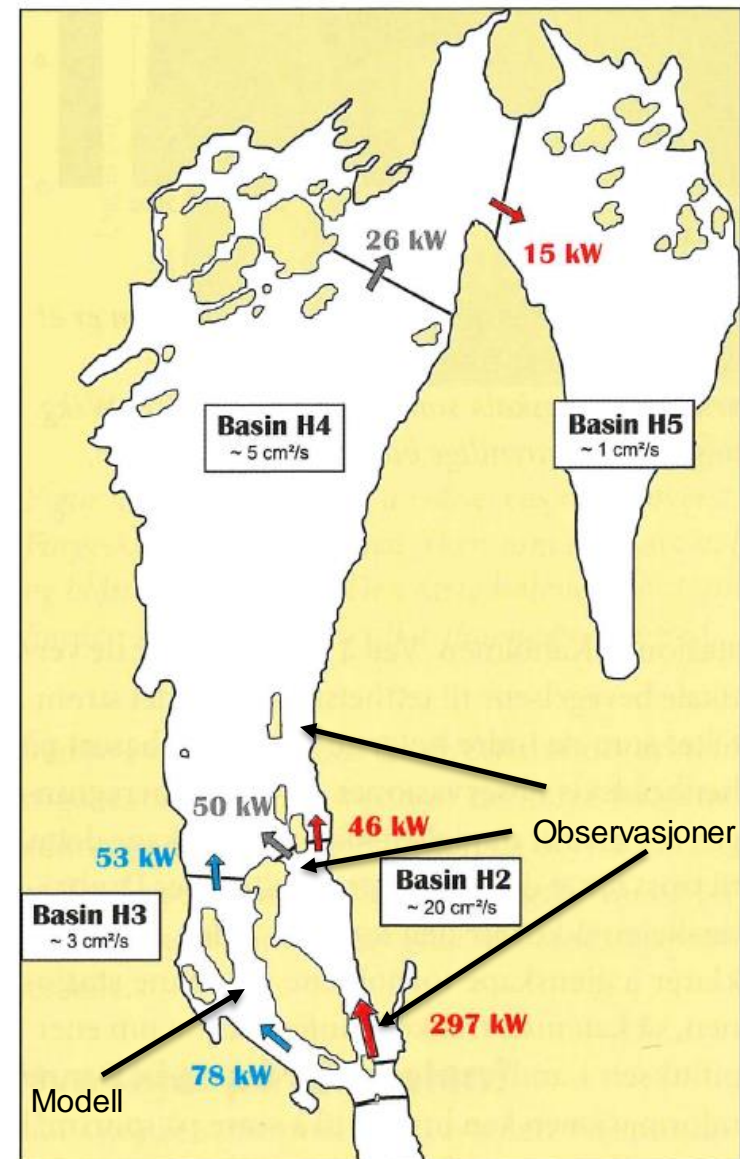 26 kW
15 kW
Basin H4
~ 5 cm²/s
Basin H5
~ 1 cm²/s
50 kW
46 kW
Observasjoner
53 kW
Basin H2
~ 20 cm²/s
Basin H3
~ 3 cm²/s
297 kW
78 kW
Modell